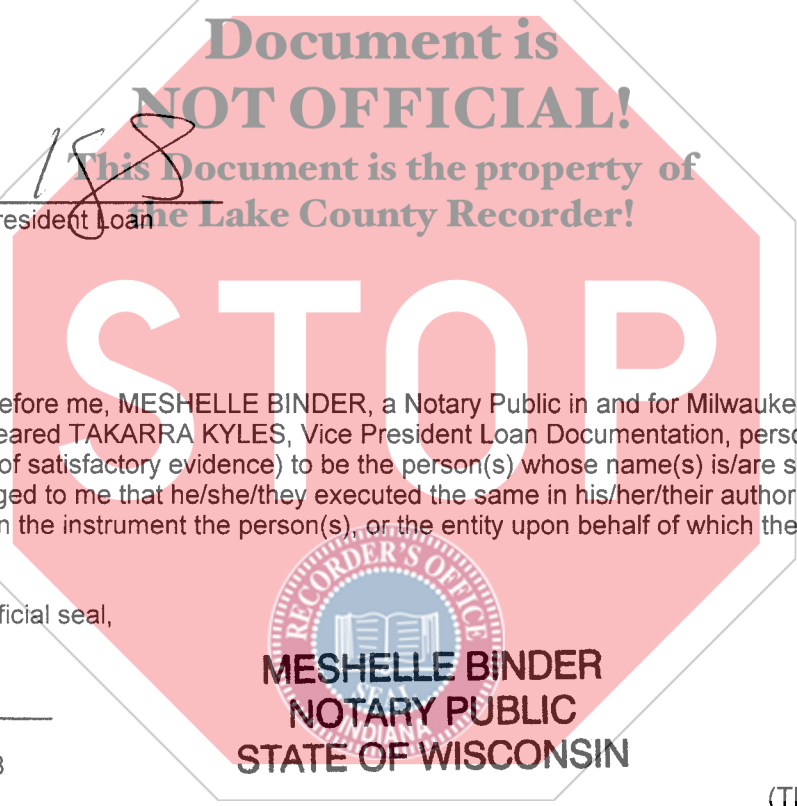 Document is
NOT OFFICIAL!
This Document is the property of
the Lake County Recorder!
resident Loan
STOP
efore me, MESHELLE BINDER, a Notary Public in and for Milwauke
eared TAKARRA KYLES, Vice President Loan Documentation, perso
of satisfactory evidence) to be the person(s) whose name(s) is/are s
ged to me that he/she/they executed the same in his/her/their author
n the instrument the person(s), or the entity upon behalf of which the
ficial seal,
RECORDER'S OFFICE
SEAL
INDIANA
MESHELLE BINDER
NOTARY PUBLIC
STATE OF WISCONSIN
3
(T